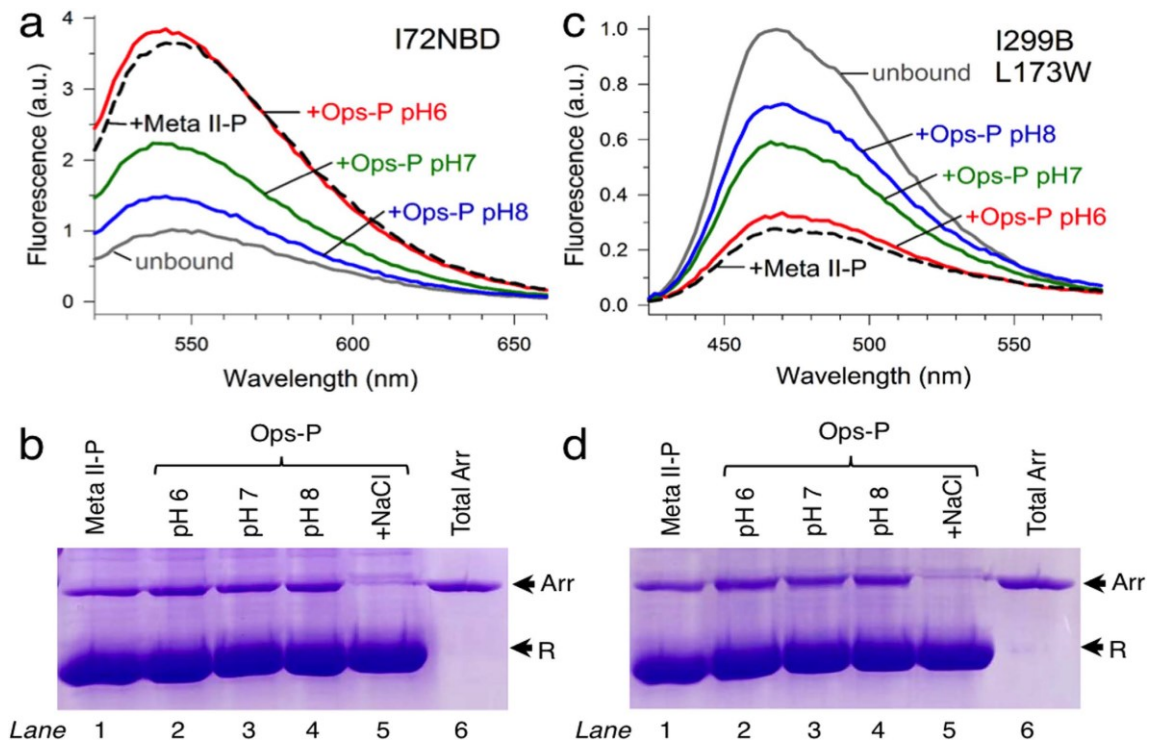 a
I72NBD
Fluorescence (a.u.)
4
3
2
1
0
+Meta II-P
+Ops-P pH6
+Ops-P pH7
+Ops-P pH8
unbound
550
600
650
Wavelength (nm)
c
I299B
L173W
Fluorescence (a.u.)
1.0
0.8
0.6
0.4
0.2
0.0
unbound
+Ops-P pH8
+Ops-P pH7
+Ops-P pH6
+Meta II-P
450
500
550
Wavelength (nm)
b
Ops-P
Meta II-P
pH 6
pH 7
pH 8
+NaCl
Total Arr
Arr
R
Lane 1 2 3 4 5 6
d
Ops-P
Meta II-P
pH 6
pH 7
pH 8
+NaCl
Total Arr
Arr
R
Lane 1 2 3 4 5 6